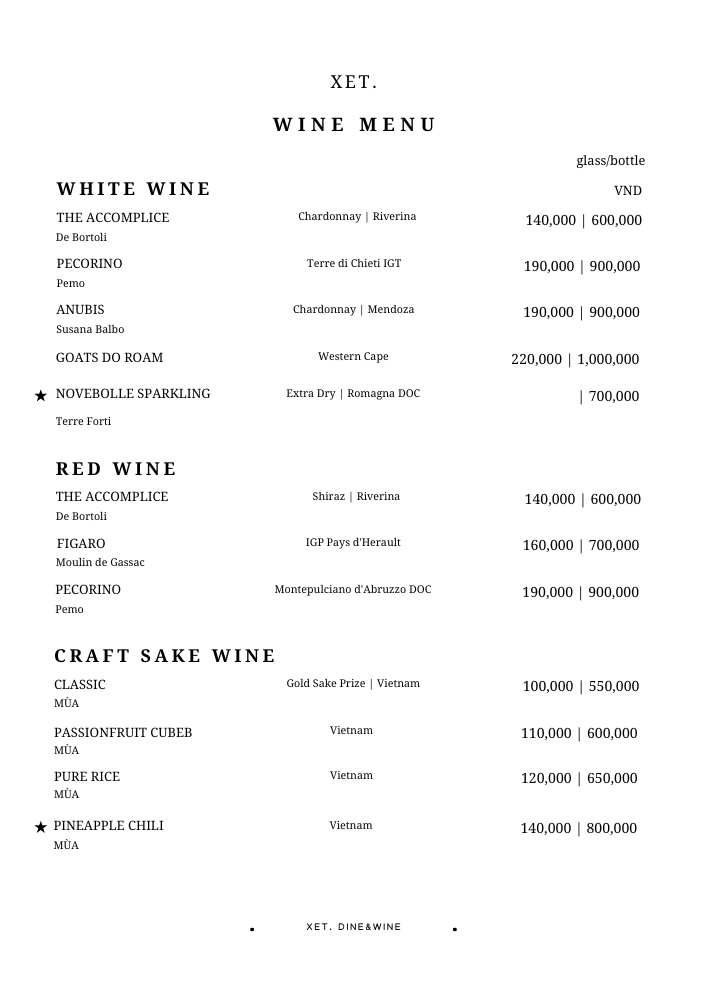 XET.
WINE MENU
glass/bottle
WHITE WINE VND
THE ACCOMPLICE Chardonnay | Riverina 140,000 | 600,000
De Bortoli
PECORINO Terre di Chieti IGT 190,000 | 900,000
Pemo
ANUBIS Chardonnay | Mendoza 190,000 | 900,000
Susana Balbo
GOATS DO ROAM Western Cape 220,000 | 1,000,000
★ NOVEBOLLE SPARKLING Extra Dry | Romagna DOC | 700,000
Terre Forti
RED WINE
THE ACCOMPLICE Shiraz | Riverina 140,000 | 600,000
De Bortoli
FIGARO IGP Pays d'Herault 160,000 | 700,000
Moulin de Gassac
PECORINO Montepulciano d'Abruzzo DOC 190,000 | 900,000
Pemo
CRAFT SAKE WINE
CLASSIC Gold Sake Prize | Vietnam 100,000 | 550,000
MÙA
PASSIONFRUIT CUBEB Vietnam 110,000 | 600,000
MÙA
PURE RICE Vietnam 120,000 | 650,000
MÙA
★ PINEAPPLE CHILI Vietnam 140,000 | 800,000
MÙA
• XET. DINE&WINE •